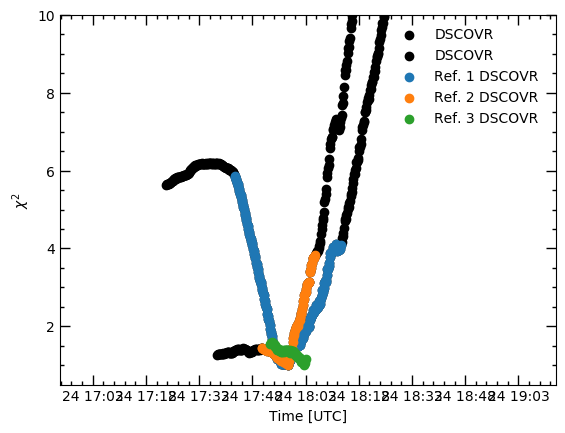 10
DSCOVR
DSCOVR
Ref. 1 DSCOVR
Ref. 2 DSCOVR
Ref. 3 DSCOVR
8
6
χ²
4
2
24 17:03 24 17:18 24 17:33 24 17:48 24 18:03 24 18:18 24 18:33 24 18:48 24 19:03
Time [UTC]